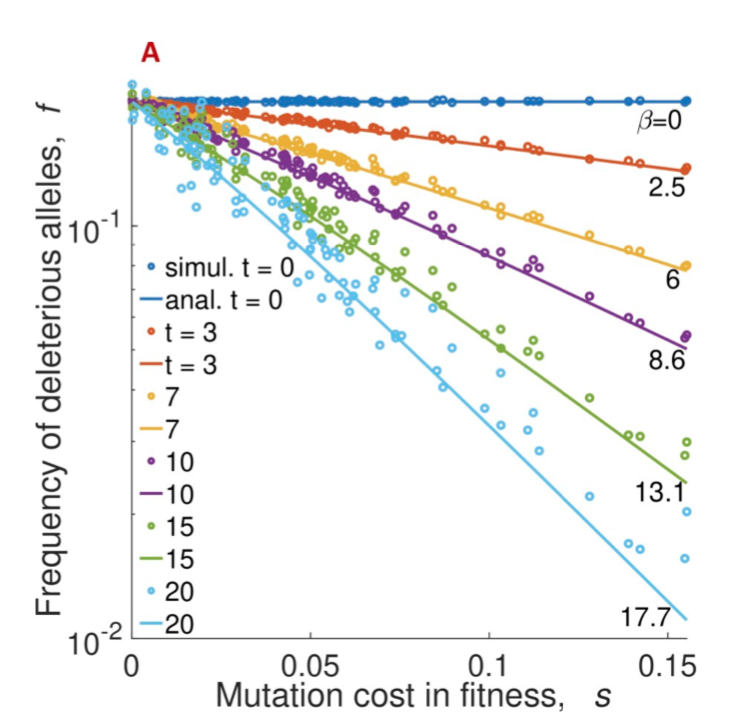 A
Frequency of deleterious alleles, f
10-1
10-2
β=0
2.5
6
8.6
13.1
17.7
simul. t = 0
anal. t = 0
t = 3
t = 3
7
7
10
10
15
15
20
20
0
0.05
0.1
0.15
Mutation cost in fitness, s